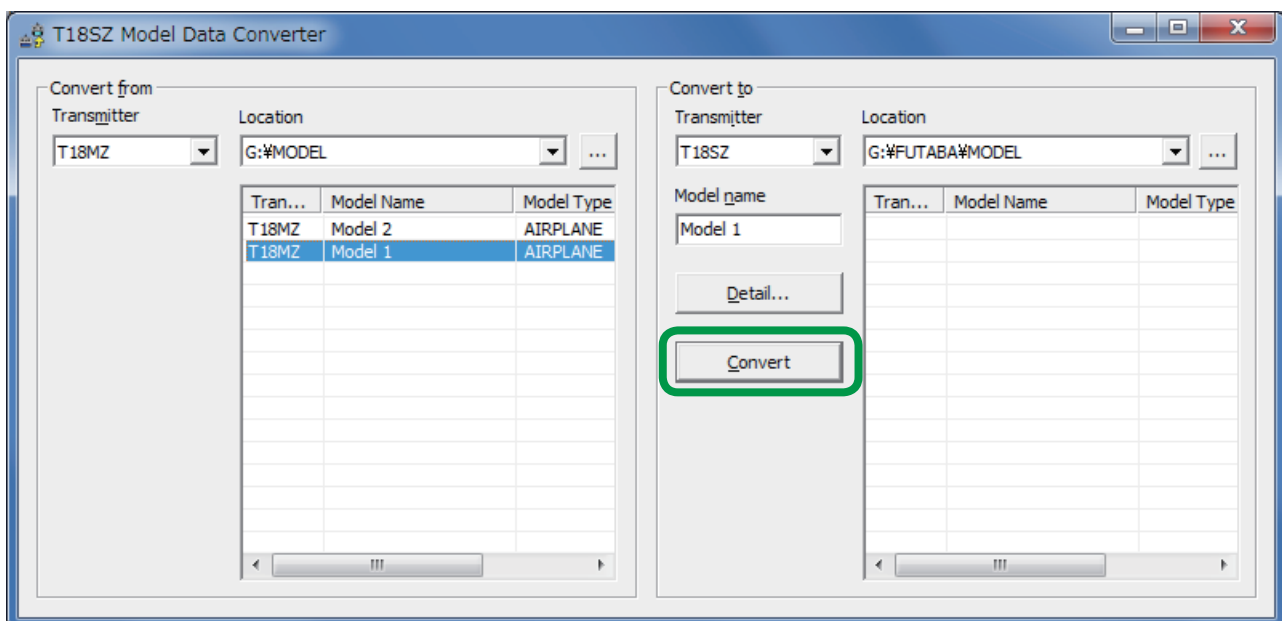 T18SZ Model Data Converter
Convert from
Transmitter
Location
T18MZ
G:¥MODEL
...
Tran... Model Name Model Type
T18MZ Model 2 AIRPLANE
T18MZ Model 1 AIRPLANE
Convert to
Transmitter
Location
T18SZ
G:¥FUTABA¥MODEL
...
Model name
Model 1
Detail...
Convert
Tran... Model Name Model Type